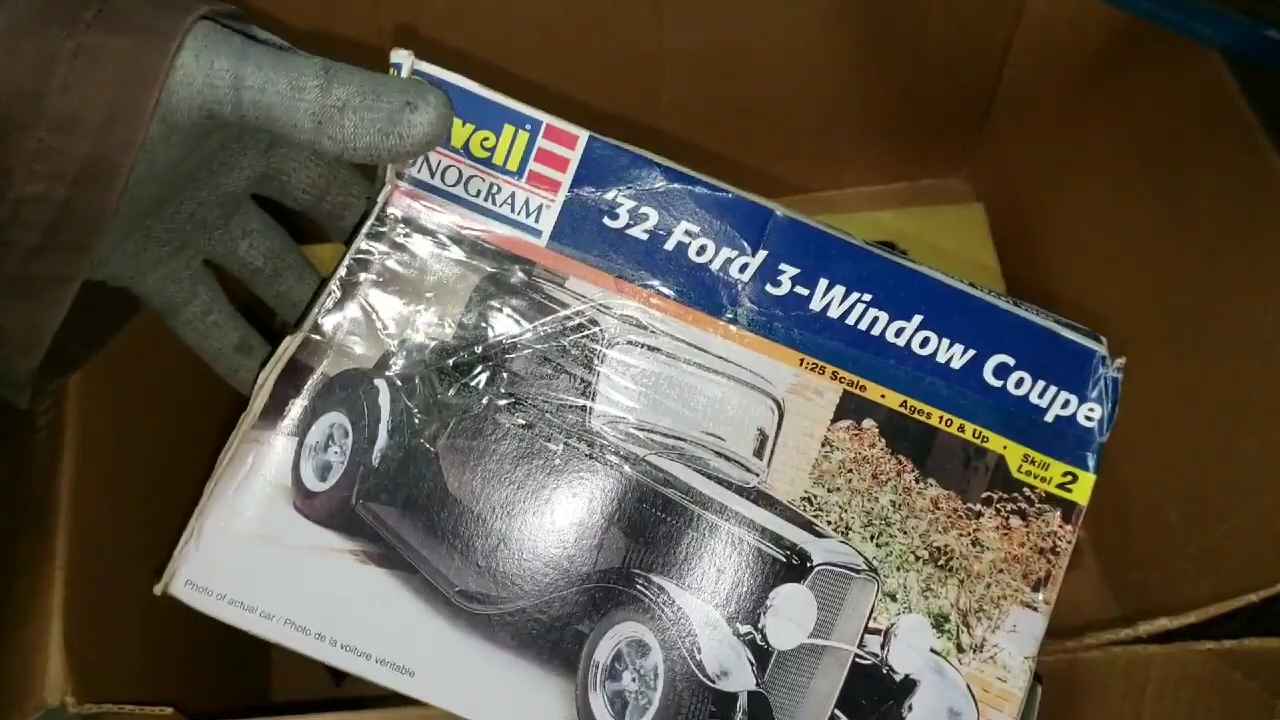 vell
NOGRAM
'32 Ford 3-Window Coupe
1:25 Scale • Ages 10 & Up • Skill Level 2
Photo of actual car / Photo de la voiture véritable